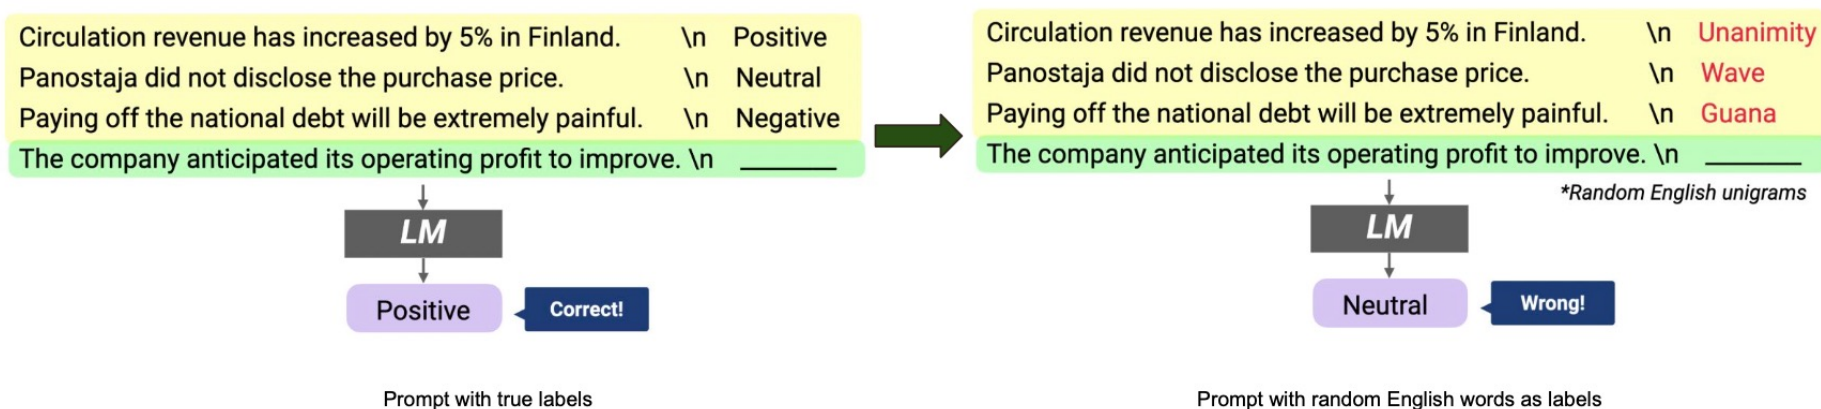 Circulation revenue has increased by 5% in Finland. \n Positive
Panostaja did not disclose the purchase price. \n Neutral
Paying off the national debt will be extremely painful. \n Negative
The company anticipated its operating profit to improve. \n ________
LM
Positive
Correct!
Prompt with true labels
Circulation revenue has increased by 5% in Finland. \n Unanimity
Panostaja did not disclose the purchase price. \n Wave
Paying off the national debt will be extremely painful. \n Guana
The company anticipated its operating profit to improve. \n ________
*Random English unigrams
LM
Neutral
Wrong!
Prompt with random English words as labels